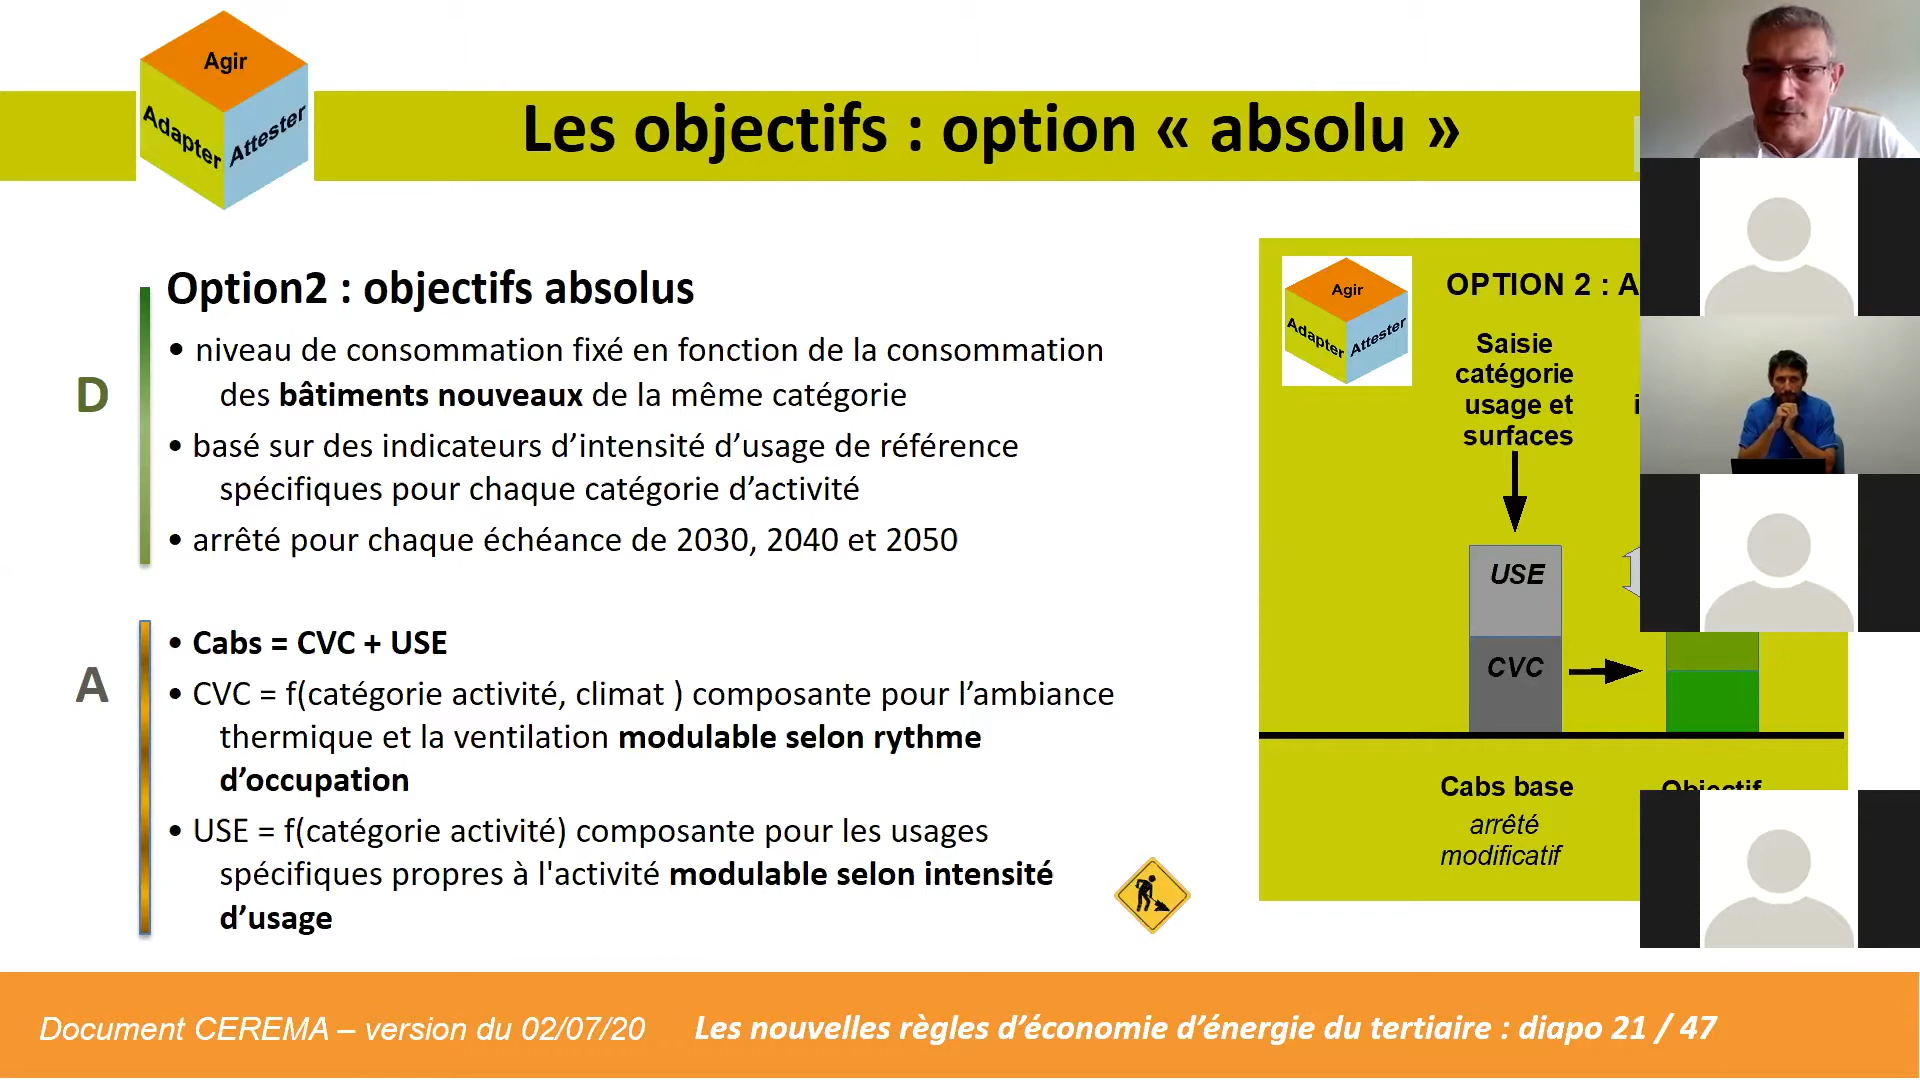 Agir
Adapter
Attester
Les objectifs : option « absolu »
Option2 : objectifs absolus
D
• niveau de consommation fixé en fonction de la consommation
des bâtiments nouveaux de la même catégorie
• basé sur des indicateurs d’intensité d’usage de référence
spécifiques pour chaque catégorie d’activité
• arrêté pour chaque échéance de 2030, 2040 et 2050
A
• Cabs = CVC + USE
• CVC = f(catégorie activité, climat ) composante pour l’ambiance
thermique et la ventilation modulable selon rythme
d’occupation
• USE = f(catégorie activité) composante pour les usages
spécifiques propres à l'activité modulable selon intensité
d’usage
Agir
Adapter
Attester
OPTION 2 : A
Saisie
catégorie
usage et
surfaces
USE
CVC
Cabs base
arrêté
modificatif
Objectif
Document CEREMA – version du 02/07/20
Les nouvelles règles d’économie d’énergie du tertiaire : diapo 21 / 47